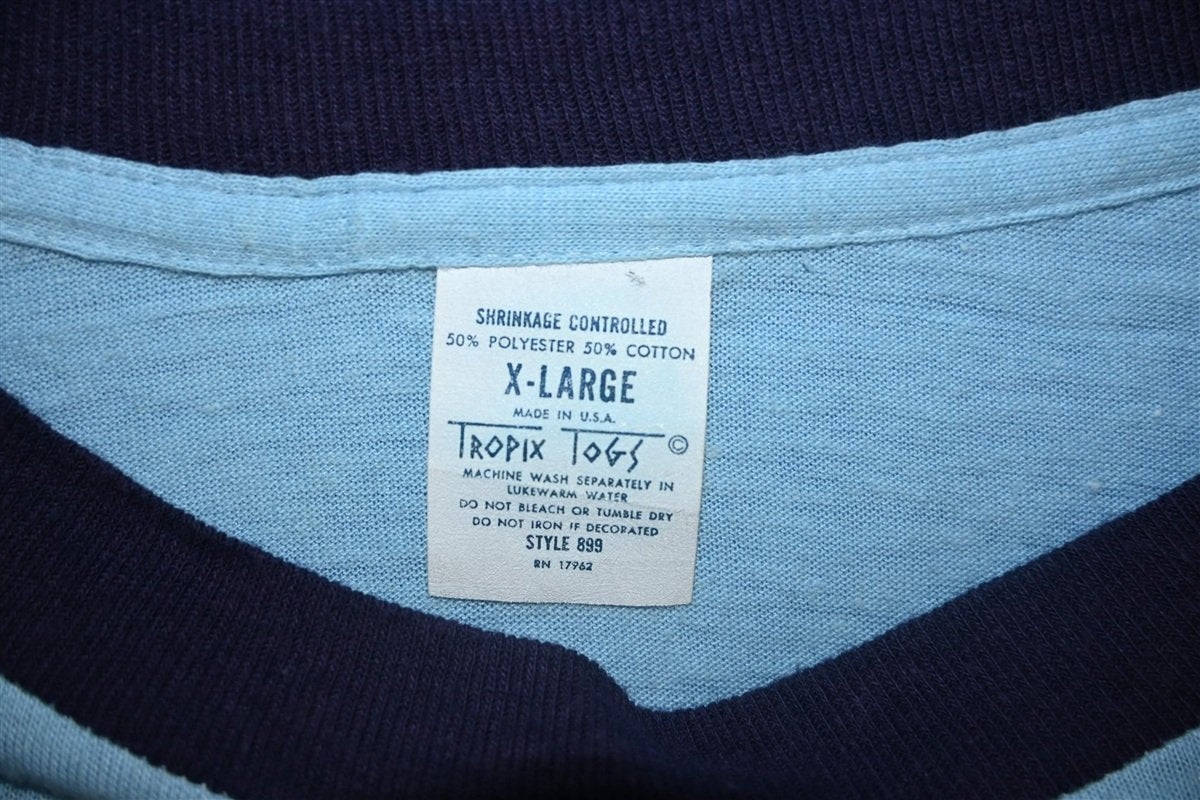 SHRINKAGE CONTROLLED
50% POLYESTER 50% COTTON
X-LARGE
MADE IN U.S.A.
TROPIX TOGS ©
MACHINE WASH SEPARATELY IN
LUKEWARM WATER
DO NOT BLEACH OR TUMBLE DRY
DO NOT IRON IF DECORATED
STYLE 899
RN 17962